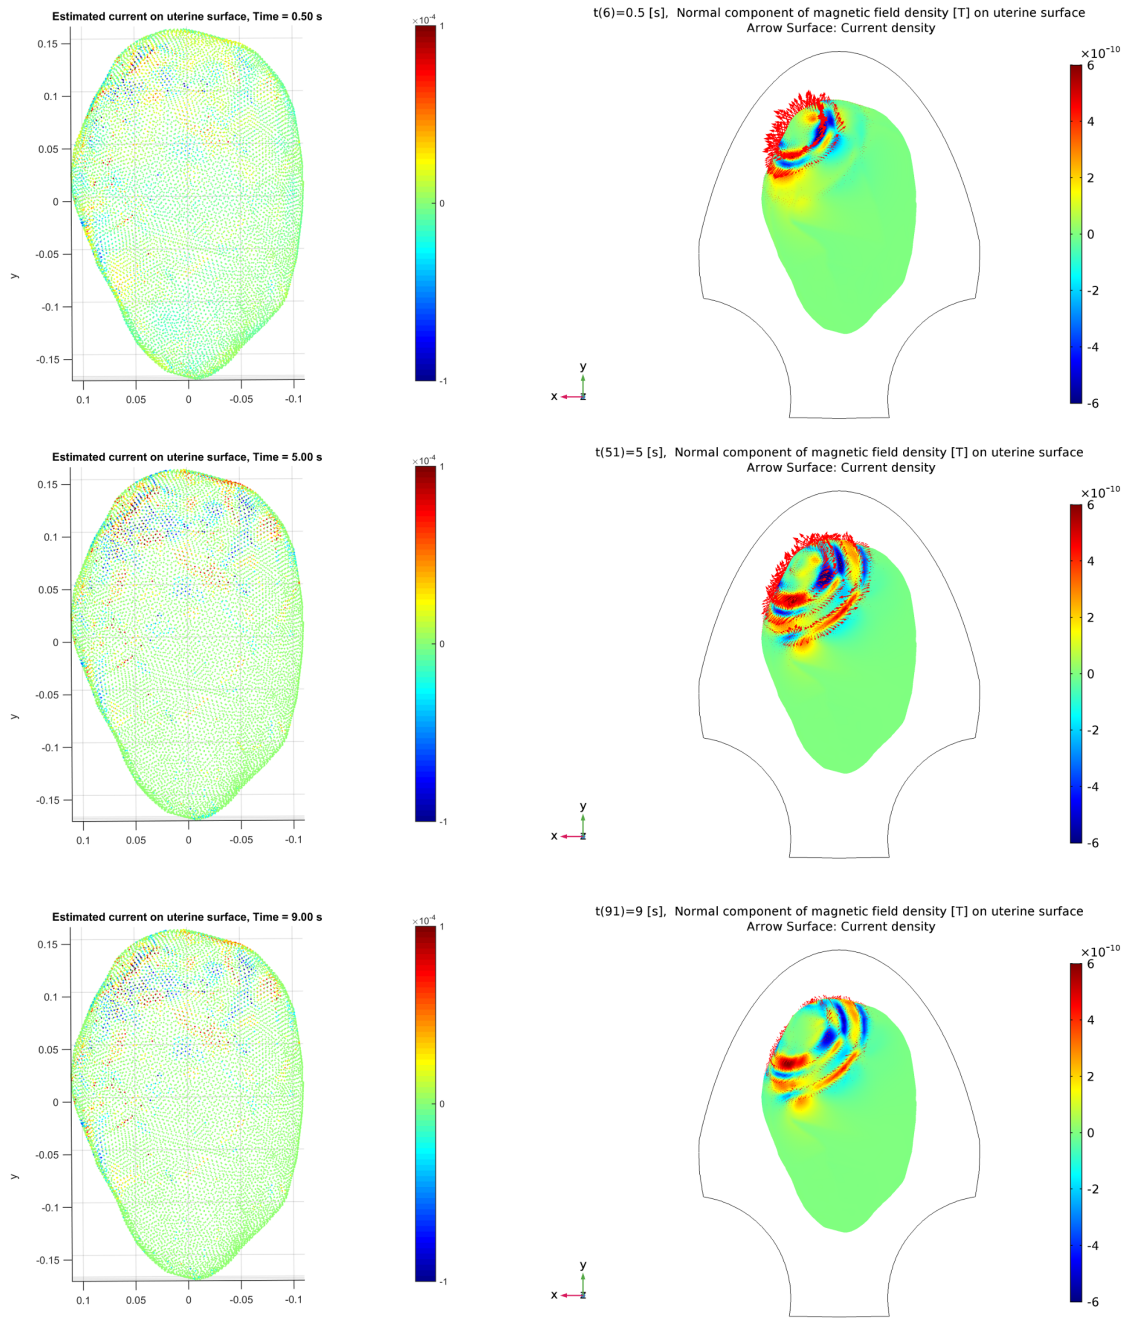 Estimated current on uterine surface, Time = 0.50 s
×10⁻⁴
1
0
-1
0.15
0.1
0.05
0
-0.05
-0.1
-0.15
y
0.1 0.05 0 -0.05 -0.1
t(6)=0.5 [s], Normal component of magnetic field density [T] on uterine surface
Arrow Surface: Current density
×10⁻¹⁰
6
4
2
0
-2
-4
-6
y
x z
Estimated current on uterine surface, Time = 5.00 s
×10⁻⁴
1
0
-1
0.15
0.1
0.05
0
-0.05
-0.1
-0.15
y
0.1 0.05 0 -0.05 -0.1
t(51)=5 [s], Normal component of magnetic field density [T] on uterine surface
Arrow Surface: Current density
×10⁻¹⁰
6
4
2
0
-2
-4
-6
y
x z
Estimated current on uterine surface, Time = 9.00 s
×10⁻⁴
1
0
-1
0.15
0.1
0.05
0
-0.05
-0.1
-0.15
y
0.1 0.05 0 -0.05 -0.1
t(91)=9 [s], Normal component of magnetic field density [T] on uterine surface
Arrow Surface: Current density
×10⁻¹⁰
6
4
2
0
-2
-4
-6
y
x z